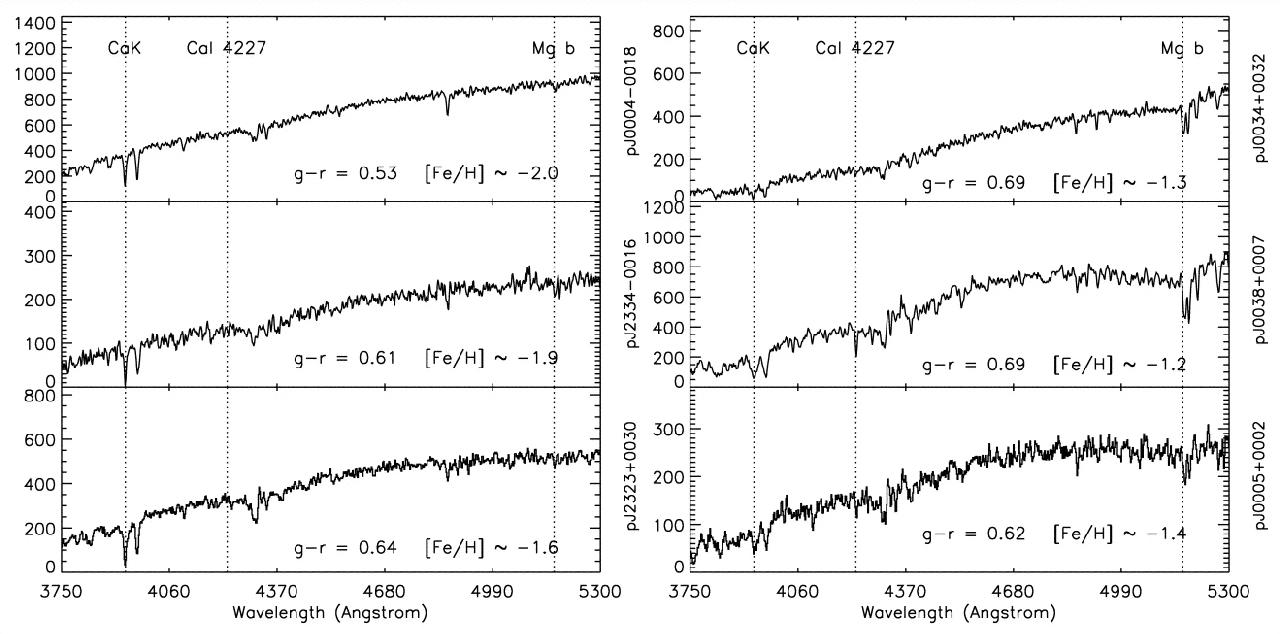 1400
1200
1000
800
600
400
200
0
CaK CaI 4227 Mg b
g-r = 0.53 [Fe/H] ~ -2.0
pJ0004-0018
400
300
200
100
0
g-r = 0.61 [Fe/H] ~ -1.9
pJ2334-0016
800
600
400
200
0
g-r = 0.64 [Fe/H] ~ -1.6
pJ2323+0030
3750 4060 4370 4680 4990 5300
Wavelength (Angstrom)
800
600
400
200
0
CaK CaI 4227 Mg b
g-r = 0.69 [Fe/H] ~ -1.3
pJ0034+0032
1200
1000
800
600
400
200
0
g-r = 0.69 [Fe/H] ~ -1.2
pJ0038+0007
300
200
100
0
g-r = 0.62 [Fe/H] ~ -1.4
pJ0005+0002
3750 4060 4370 4680 4990 5300
Wavelength (Angstrom)